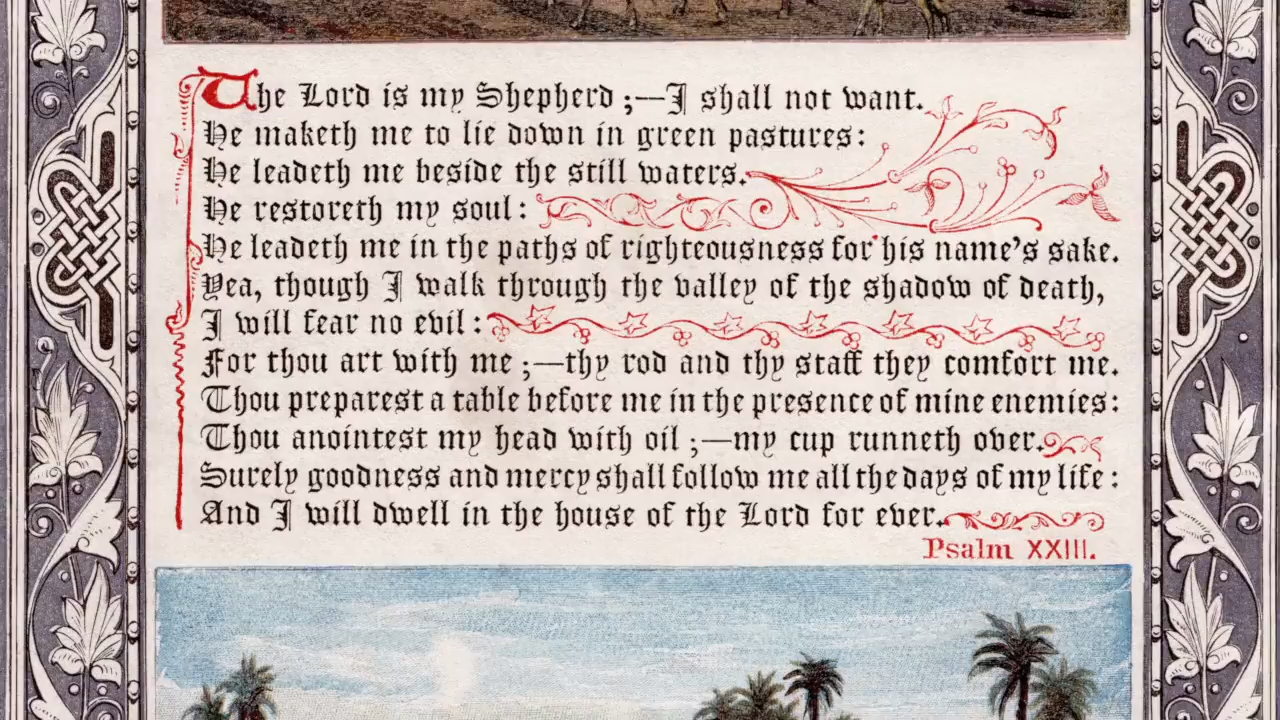 The Lord is my Shepherd ;—I shall not want.
He maketh me to lie down in green pastures:
He leadeth me beside the still waters.
He restoreth my soul:
He leadeth me in the paths of righteousness for his name's sake.
Yea, though I walk through the valley of the shadow of death,
I will fear no evil:
For thou art with me ;—thy rod and thy staff they comfort me.
Thou preparest a table before me in the presence of mine enemies:
Thou anointest my head with oil ;—my cup runneth over.
Surely goodness and mercy shall follow me all the days of my life:
And I will dwell in the house of the Lord for ever.
Psalm XXIII.